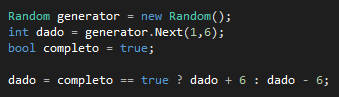 Random generator = new Random();
int dado = generator.Next(1,6);
bool completo = true;
dado = completo == true ? dado + 6 : dado - 6;